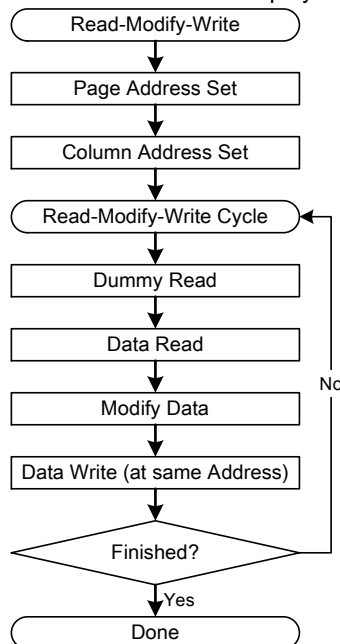 Read-Modify-Write
Page Address Set
Column Address Set
Read-Modify-Write Cycle
Dummy Read
Data Read
No
Modify Data
Data Write (at same Address)
Finished?
Yes
Done